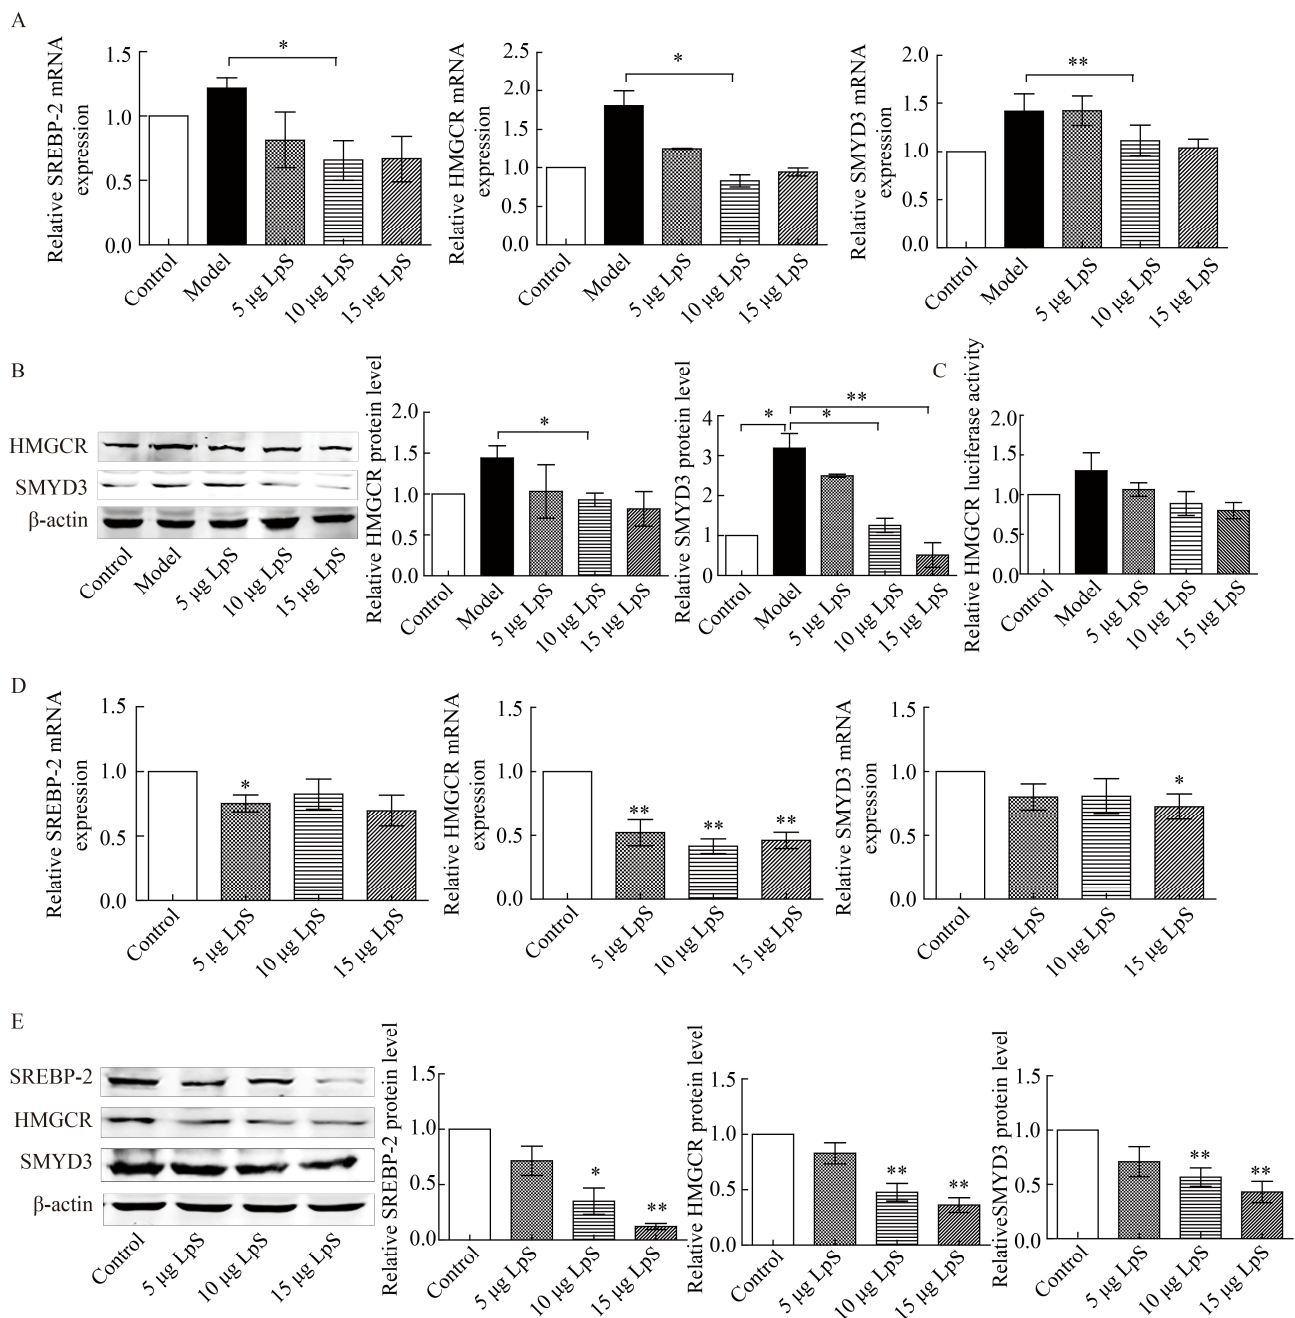 A
Relative SREBP-2 mRNA
expression
1.5
1.0
0.5
0.0
*
Control
Model
5 μg LpS
10 μg LpS
15 μg LpS
Relative HMGCR mRNA
expression
2.5
2.0
1.5
1.0
0.5
0.0
*
Control
Model
5 μg LpS
10 μg LpS
15 μg LpS
Relative SMYD3 mRNA
expression
2.0
1.5
1.0
0.5
0.0
**
Control
Model
5 μg LpS
10 μg LpS
15 μg LpS
B
HMGCR
SMYD3
β-actin
Control
Model
5 μg LpS
10 μg LpS
15 μg LpS
Relative HMGCR protein level
2.0
1.5
1.0
0.5
0.0
*
Control
Model
5 μg LpS
10 μg LpS
15 μg LpS
Relative SMYD3 protein level
4
3
2
1
0
*
**
*
Control
Model
5 μg LpS
10 μg LpS
15 μg LpS
C
Relative HMGCR luciferase activity
2.0
1.5
1.0
0.5
0.0
Control
Model
5 μg LpS
10 μg LpS
15 μg LpS
D
Relative SREBP-2 mRNA
expression
1.5
1.0
0.5
0.0
*
Control
5 μg LpS
10 μg LpS
15 μg LpS
Relative HMGCR mRNA
expression
1.5
1.0
0.5
0.0
**
**
**
Control
5 μg LpS
10 μg LpS
15 μg LpS
Relative SMYD3 mRNA
expression
1.5
1.0
0.5
0.0
*
Control
5 μg LpS
10 μg LpS
15 μg LpS
E
SREBP-2
HMGCR
SMYD3
β-actin
Control
5 μg LpS
10 μg LpS
15 μg LpS
Relative SREBP-2 protein level
1.5
1.0
0.5
0.0
*
**
Control
5 μg LpS
10 μg LpS
15 μg LpS
Relative HMGCR protein level
1.5
1.0
0.5
0.0
**
**
Control
5 μg LpS
10 μg LpS
15 μg LpS
RelativeSMYD3 protein level
1.5
1.0
0.5
0.0
**
**
Control
5 μg LpS
10 μg LpS
15 μg LpS